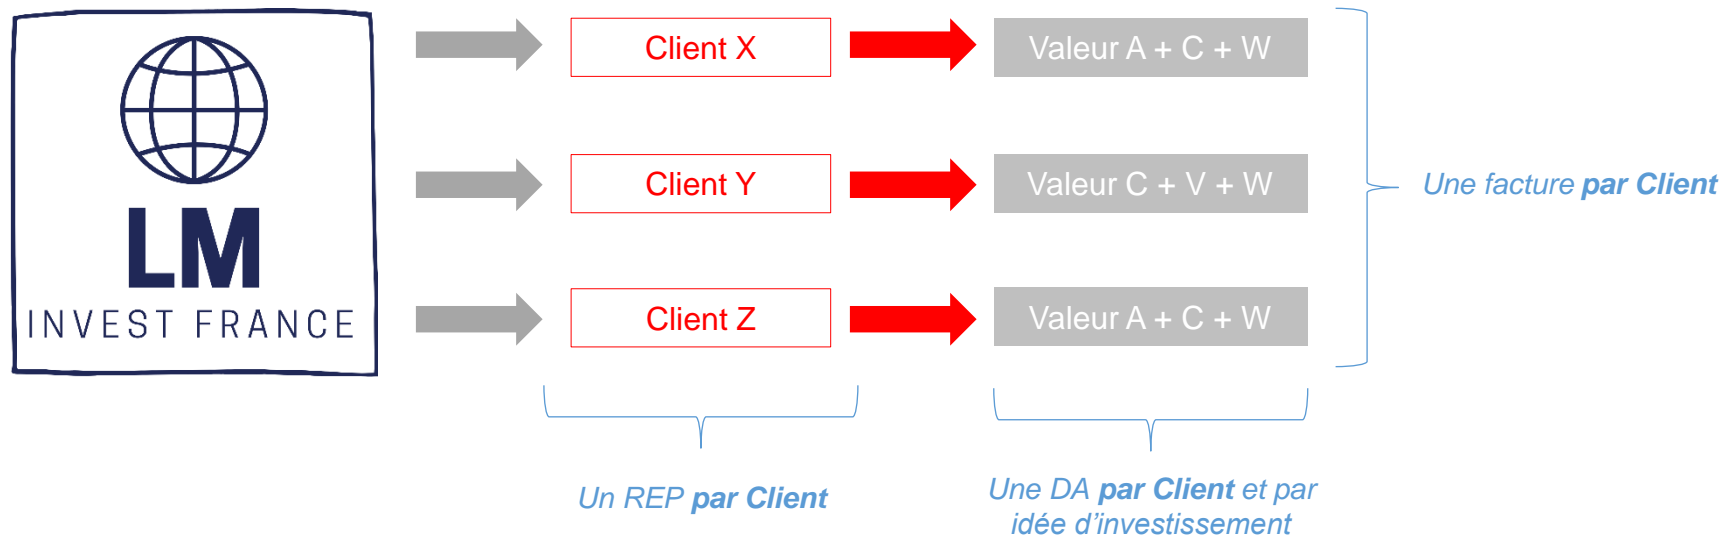 LM
INVEST FRANCE
Client X
Valeur A + C + W
Client Y
Valeur C + V + W
Client Z
Valeur A + C + W
Une facture par Client
Un REP par Client
Une DA par Client et par
idée d'investissement